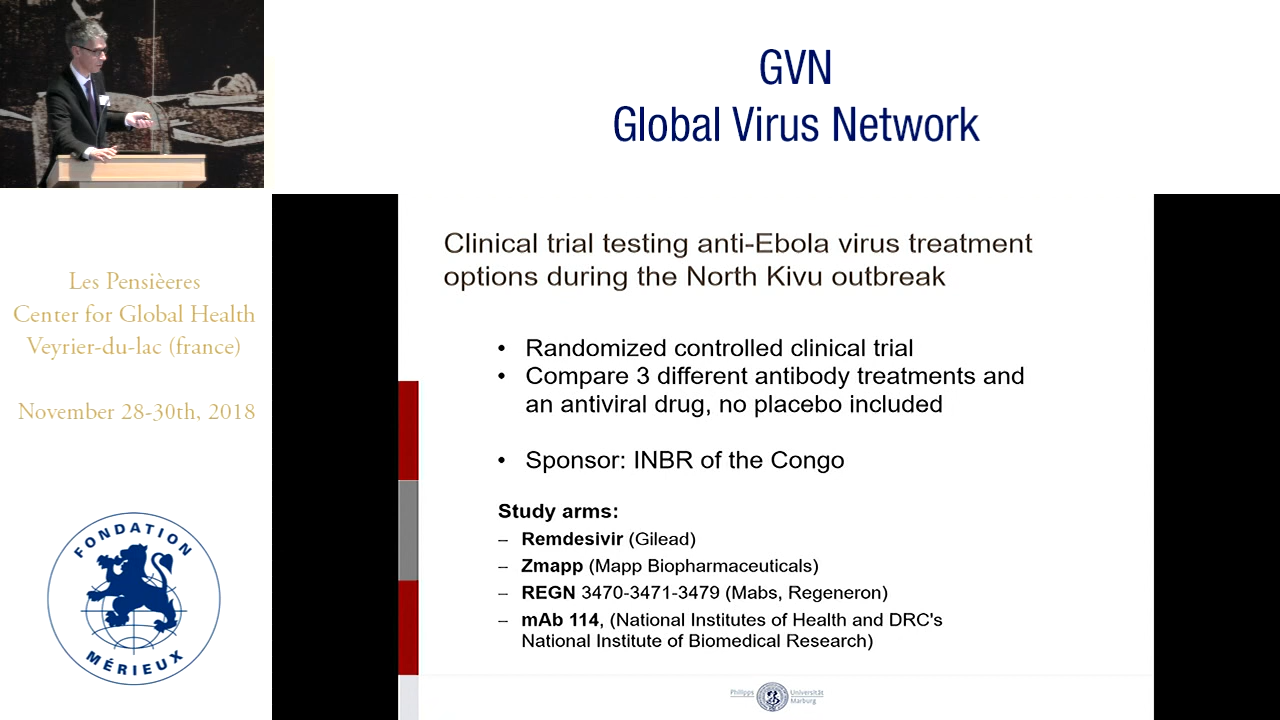 GVN
Global Virus Network
Les Pensièeres
Center for Global Health
Veyrier-du-lac (france)
November 28-30th, 2018
FONDATION
MÉRIEUX
Clinical trial testing anti-Ebola virus treatment
options during the North Kivu outbreak
• Randomized controlled clinical trial
• Compare 3 different antibody treatments and
an antiviral drug, no placebo included
• Sponsor: INBR of the Congo
Study arms:
– Remdesivir (Gilead)
– Zmapp (Mapp Biopharmaceuticals)
– REGN 3470-3471-3479 (Mabs, Regeneron)
– mAb 114, (National Institutes of Health and DRC's
National Institute of Biomedical Research)
Philipps Universität
Marburg